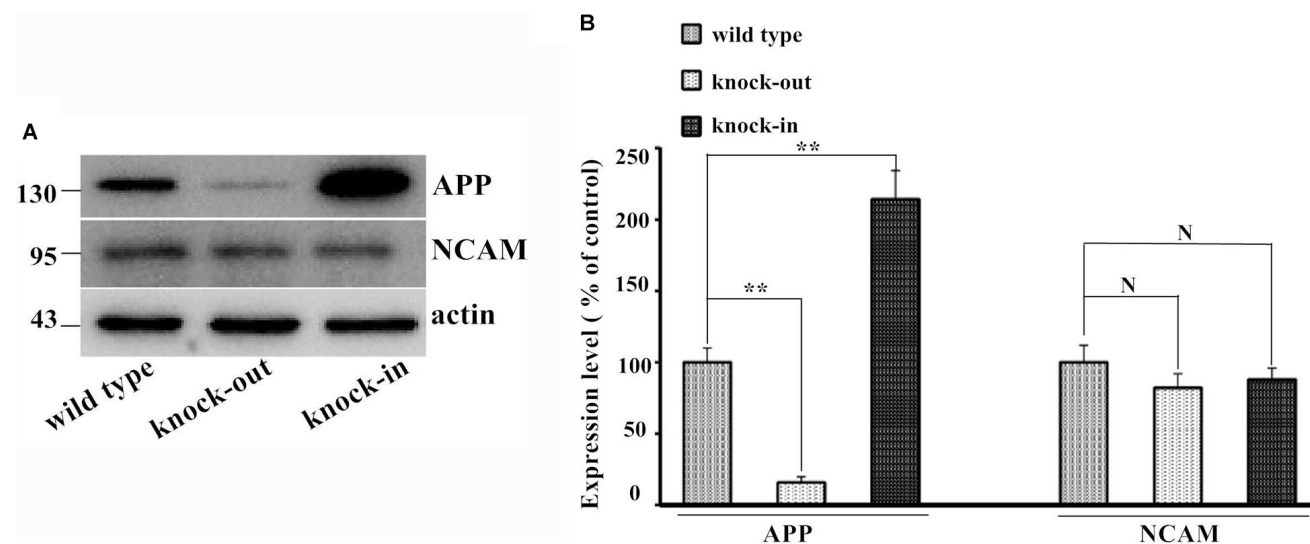 A
130
APP
95
NCAM
43
actin
wild type
knock-out
knock-in
B
wild type
knock-out
knock-in
Expression level ( % of control)
250
200
150
100
50
0
**
**
N
N
APP
NCAM